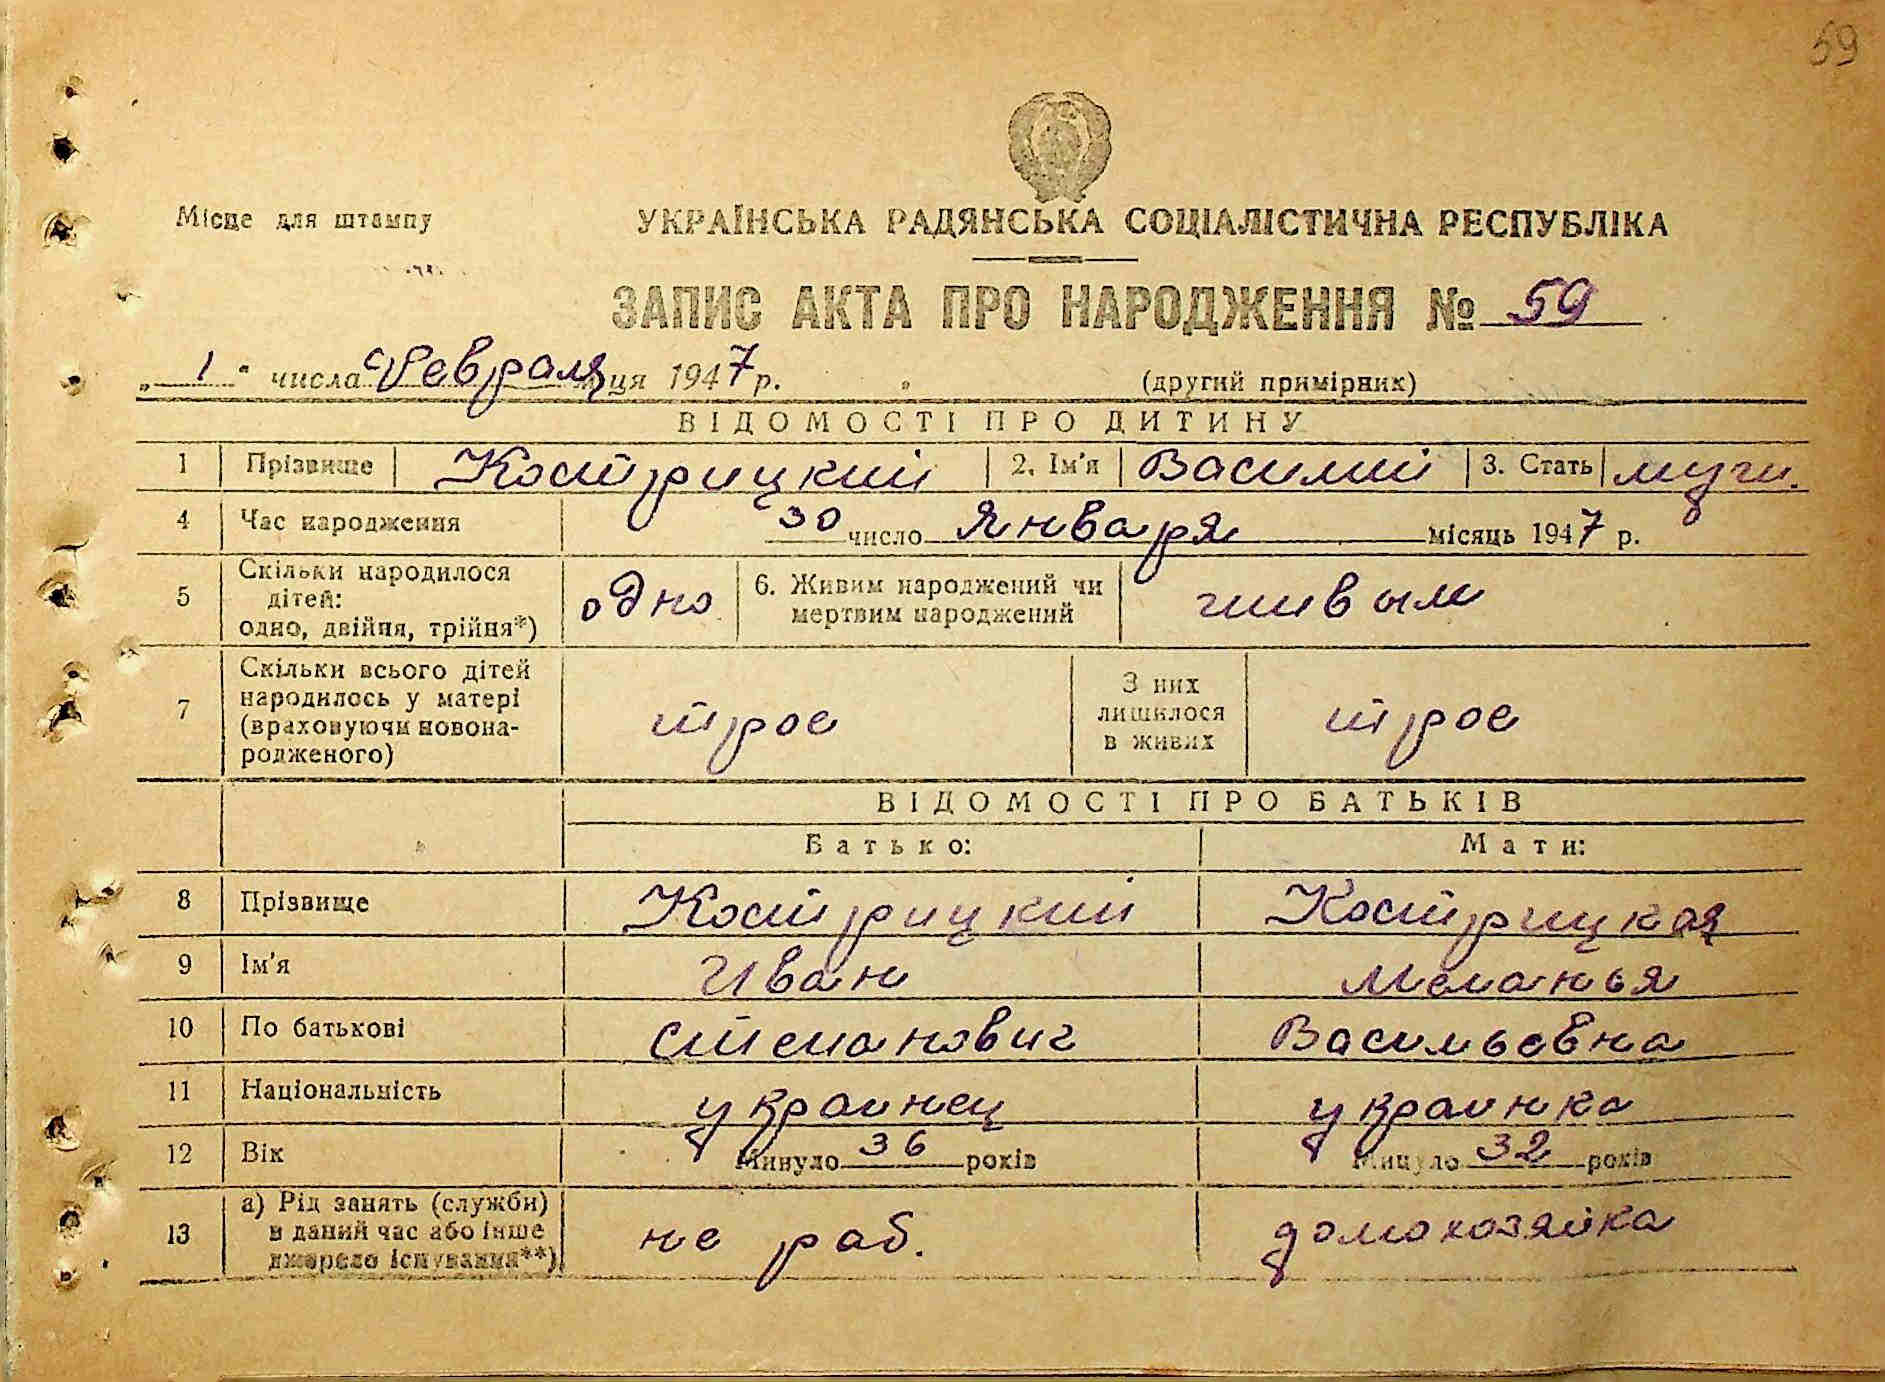 59
Місце для штампу
УКРАЇНСЬКА РАДЯНСЬКА СОЦІАЛІСТИЧНА РЕСПУБЛІКА
ЗАПИС АКТА ПРО НАРОДЖЕННЯ № 59
„ 1 " числа Февраля м-ця 1947 р. (другий примірник)
ВІДОМОСТІ ПРО ДИТИНУ
1 Прізвище Кострицкий 2. Ім'я Василий 3. Стать мужч.
4 Час народження 30 число Января місяць 1947 р.
5 Скільки народилося
дітей:
одно, двійня, трійня*) одно 6. Живим народжений чи
мертвим народжений живым
7 Скільки всього дітей
народилось у матері
(враховуючи новона-
родженого) трое З них
лишилося
в живих трое
ВІДОМОСТІ ПРО БАТЬКІВ
Батько: Мати:
8 Прізвище Кострицкий Кострицкая
9 Ім'я Иван Меланья
10 По батькові Степанович Васильевна
11 Національність украинец украинка
12 Вік Минуло 36 років Минуло 32 років
13 а) Рід занять (служби)
в даний час або інше
джерело існування**) не раб. домохозяйка